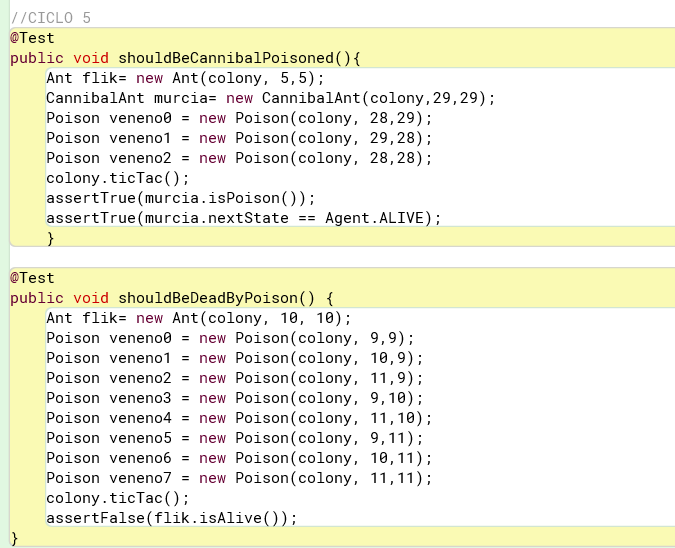 //CICLO 5
@Test
public void shouldBeCannibalPoisoned(){
Ant flik= new Ant(colony, 5,5);
CannibalAnt murcia= new CannibalAnt(colony,29,29);
Poison veneno0 = new Poison(colony, 28,29);
Poison veneno1 = new Poison(colony, 29,28);
Poison veneno2 = new Poison(colony, 28,28);
colony.ticTac();
assertTrue(murcia.isPoison());
assertTrue(murcia.nextState == Agent.ALIVE);
}
@Test
public void shouldBeDeadByPoison() {
Ant flik= new Ant(colony, 10, 10);
Poison veneno0 = new Poison(colony, 9,9);
Poison veneno1 = new Poison(colony, 10,9);
Poison veneno2 = new Poison(colony, 11,9);
Poison veneno3 = new Poison(colony, 9,10);
Poison veneno4 = new Poison(colony, 11,10);
Poison veneno5 = new Poison(colony, 9,11);
Poison veneno6 = new Poison(colony, 10,11);
Poison veneno7 = new Poison(colony, 11,11);
colony.ticTac();
assertFalse(flik.isAlive());
}